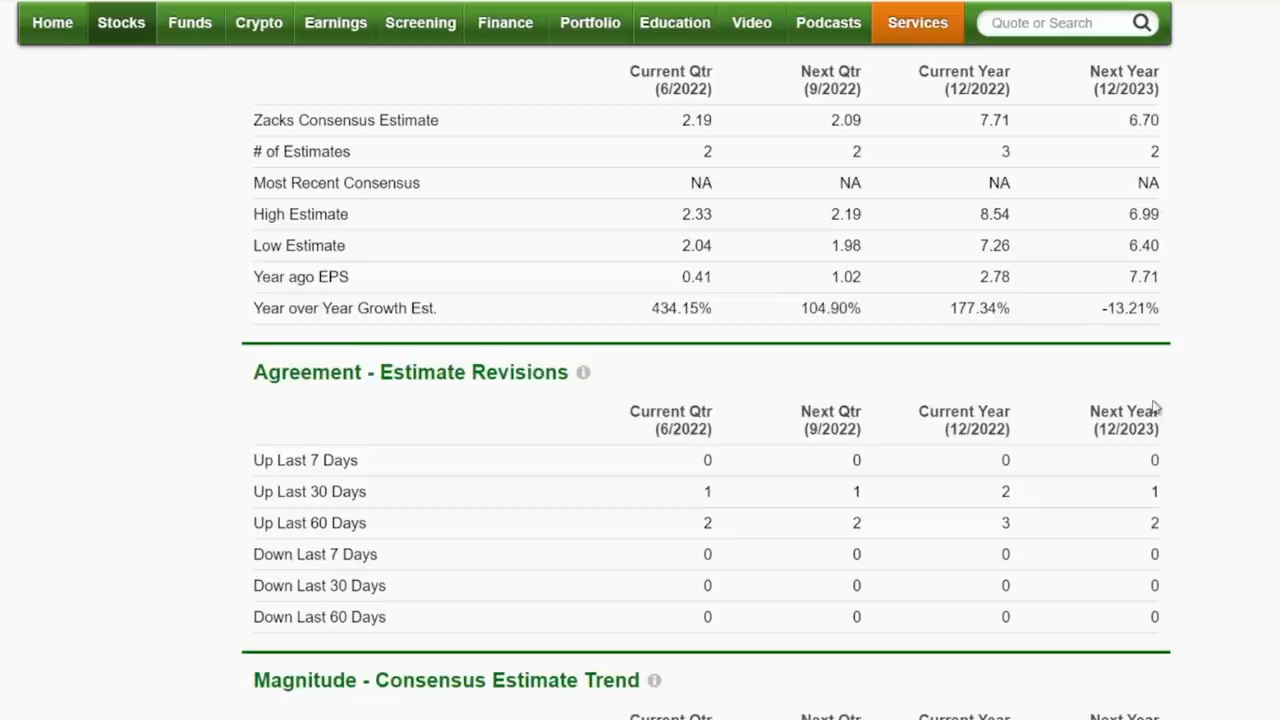 Home Stocks Funds Crypto Earnings Screening Finance Portfolio Education Video Podcasts Services Quote or Search
Current Qtr Next Qtr Current Year Next Year
(6/2022) (9/2022) (12/2022) (12/2023)
Zacks Consensus Estimate 2.19 2.09 7.71 6.70
# of Estimates 2 2 3 2
Most Recent Consensus NA NA NA NA
High Estimate 2.33 2.19 8.54 6.99
Low Estimate 2.04 1.98 7.26 6.40
Year ago EPS 0.41 1.02 2.78 7.71
Year over Year Growth Est. 434.15% 104.90% 177.34% -13.21%
Agreement - Estimate Revisions
Current Qtr Next Qtr Current Year Next Year
(6/2022) (9/2022) (12/2022) (12/2023)
Up Last 7 Days 0 0 0 0
Up Last 30 Days 1 1 2 1
Up Last 60 Days 2 2 3 2
Down Last 7 Days 0 0 0 0
Down Last 30 Days 0 0 0 0
Down Last 60 Days 0 0 0 0
Magnitude - Consensus Estimate Trend
Current Qtr Next Qtr Current Year Next Year